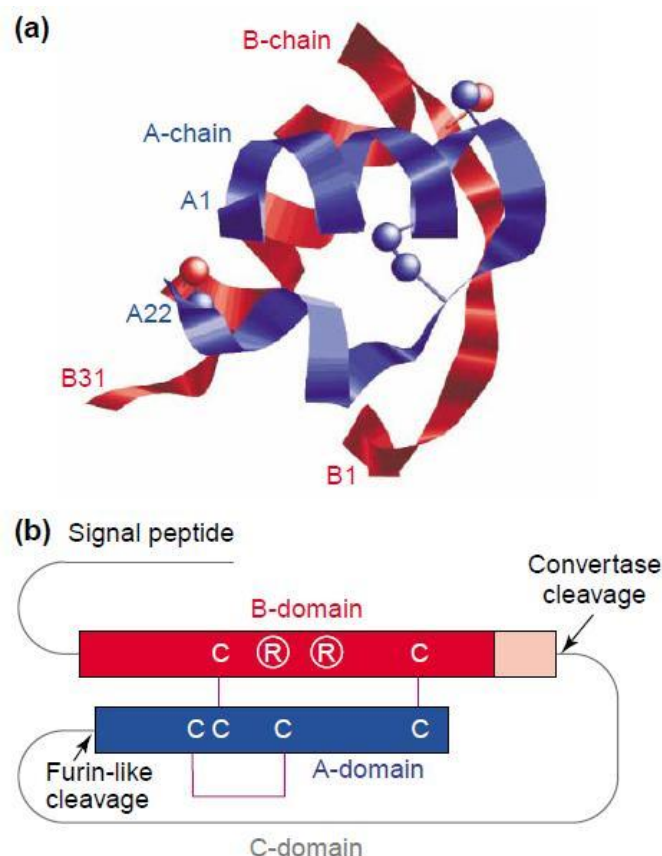 (a)
B-chain
A-chain
A1
A22
B31
B1
(b) Signal peptide
Convertase
cleavage
B-domain
C R R C
C C C C
Furin-like
cleavage
A-domain
C-domain